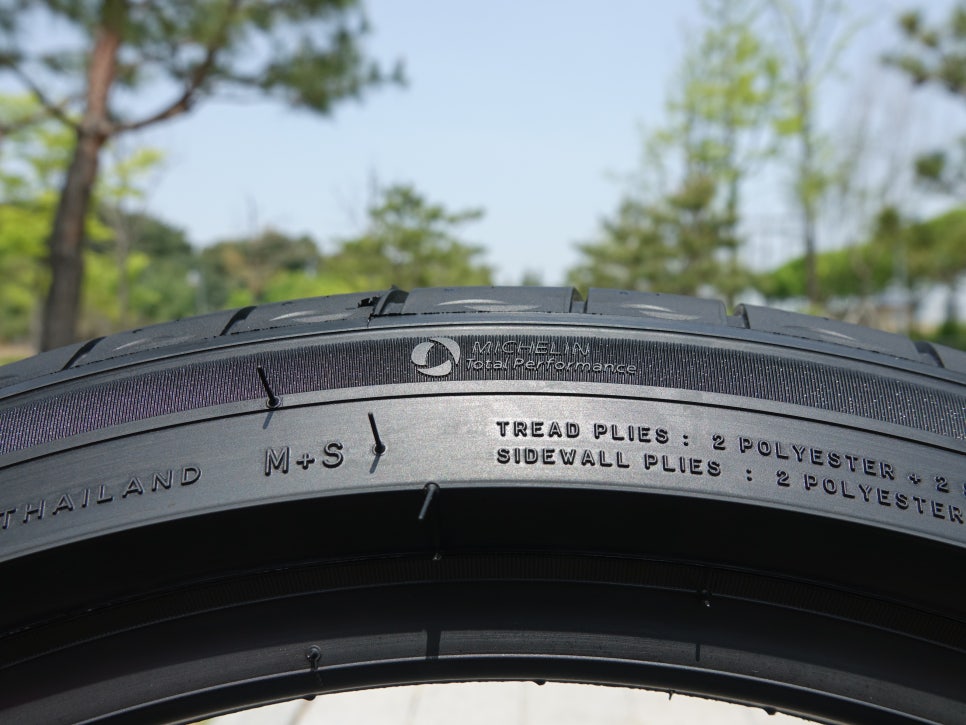 MICHELIN
Total Performance
THAILAND M+S
TREAD PLIES : 2 POLYESTER + 2
SIDEWALL PLIES : 2 POLYESTER